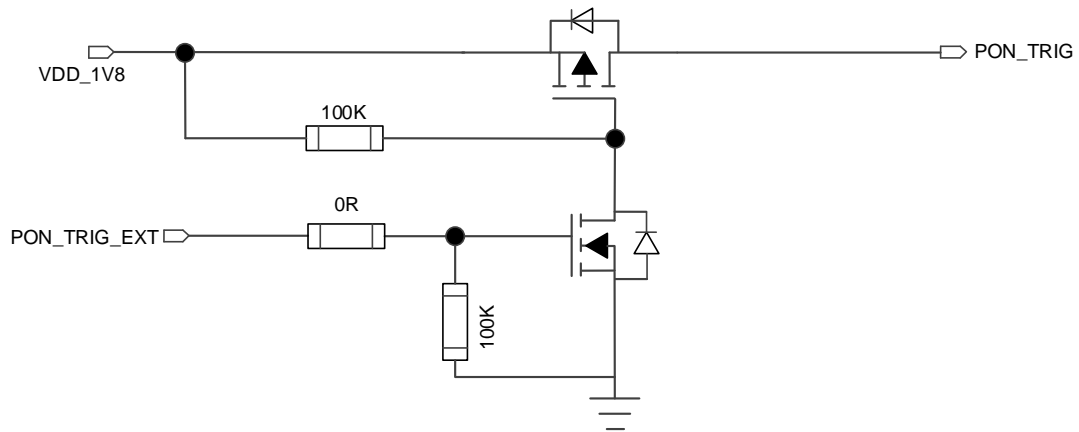 PON_TRIG
VDD_1V8
100K
0R
PON_TRIG_EXT
100K